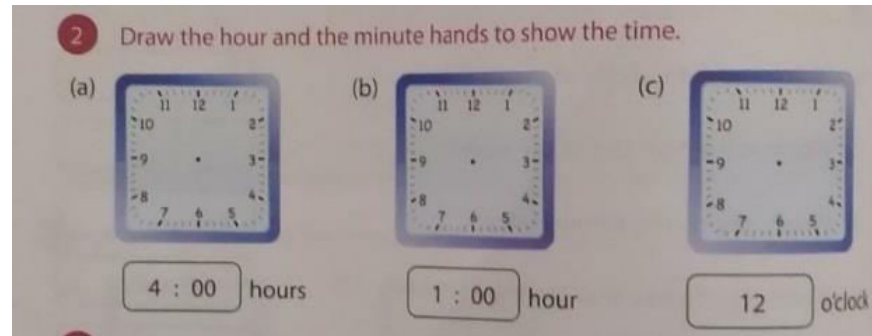 2 Draw the hour and the minute hands to show the time.
(a) (b) (c)
11 12 1 11 12 1 11 12 1
10 2 10 2 10 2
9 3 9 3 9 3
8 4 8 4 8 4
7 6 5 7 6 5 7 6 5
4 : 00 hours 1 : 00 hour 12 o'clock